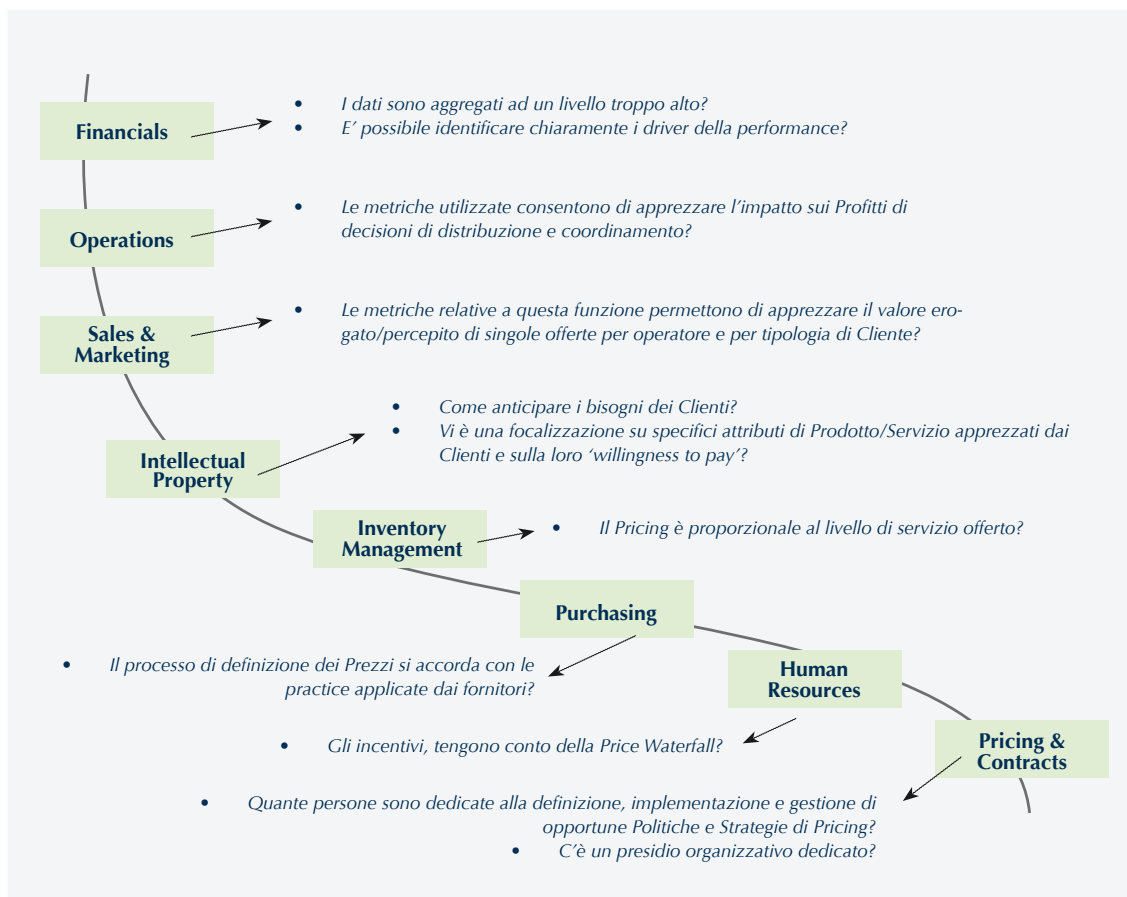 Financials
• I dati sono aggregati ad un livello troppo alto?
• E’ possibile identificare chiaramente i driver della performance?
Operations
• Le metriche utilizzate consentono di apprezzare l’impatto sui Profitti di
decisioni di distribuzione e coordinamento?
Sales &
Marketing
• Le metriche relative a questa funzione permettono di apprezzare il valore ero-
gato/percepito di singole offerte per operatore e per tipologia di Cliente?
Intellectual
Property
• Come anticipare i bisogni dei Clienti?
• Vi è una focalizzazione su specifici attributi di Prodotto/Servizio apprezzati dai
Clienti e sulla loro ‘willingness to pay’?
Inventory
Management
• Il Pricing è proporzionale al livello di servizio offerto?
Purchasing
• Il processo di definizione dei Prezzi si accorda con le
practice applicate dai fornitori?
Human
Resources
• Gli incentivi, tengono conto della Price Waterfall?
Pricing &
Contracts
• Quante persone sono dedicate alla definizione, implementazione e gestione di
opportune Politiche e Strategie di Pricing?
• C’è un presidio organizzativo dedicato?